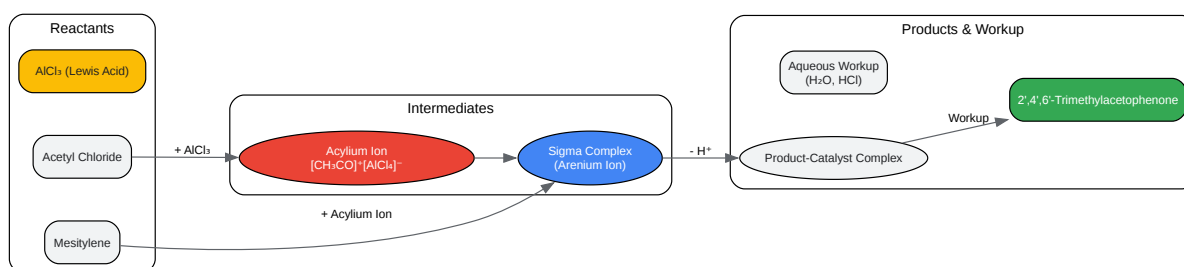 Reactants
AlCl₃ (Lewis Acid)
Acetyl Chloride
Mesitylene
+ AlCl₃
+ Acylium Ion
Intermediates
Acylium Ion
[CH₃CO]⁺[AlCl₄]⁻
Sigma Complex
(Arenium Ion)
- H⁺
Products & Workup
Aqueous Workup
(H₂O, HCl)
Product-Catalyst Complex
Workup
2',4',6'-Trimethylacetophenone